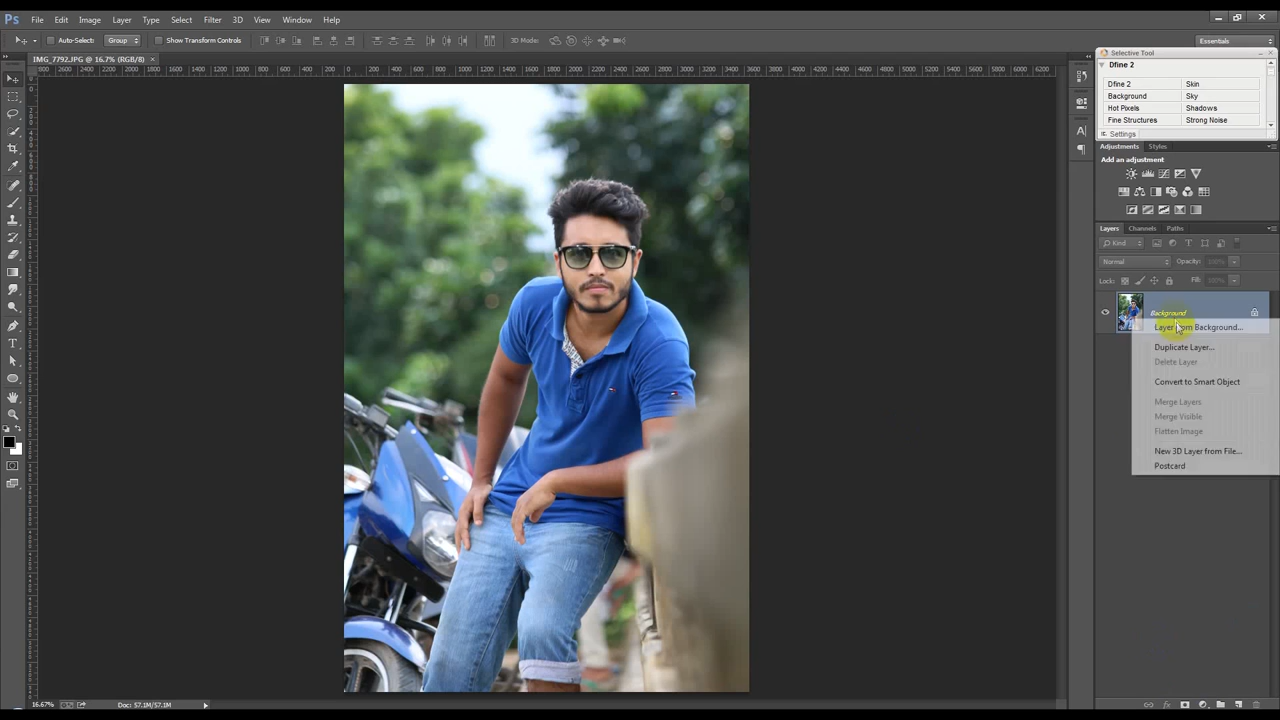 Ps File Edit Image Layer Type Select Filter 3D View Window Help
Auto-Select: Group Show Transform Controls 3D Mode: Essentials
IMG_7792.JPG @ 16.7% (RGB/8) ×
Selective Tool
Dfine 2
Dfine 2 Skin
Background Sky
Hot Pixels Shadows
Fine Structures Strong Noise
Settings
Adjustments Styles
Add an adjustment
Layers Channels Paths
Kind
Normal Opacity: 100%
Lock: Fill: 100%
Background
Layer from Background...
Duplicate Layer...
Delete Layer
Convert to Smart Object
Merge Layers
Merge Visible
Flatten Image
New 3D Layer from File...
Postcard
16.67% Doc: 57.1M/57.1M